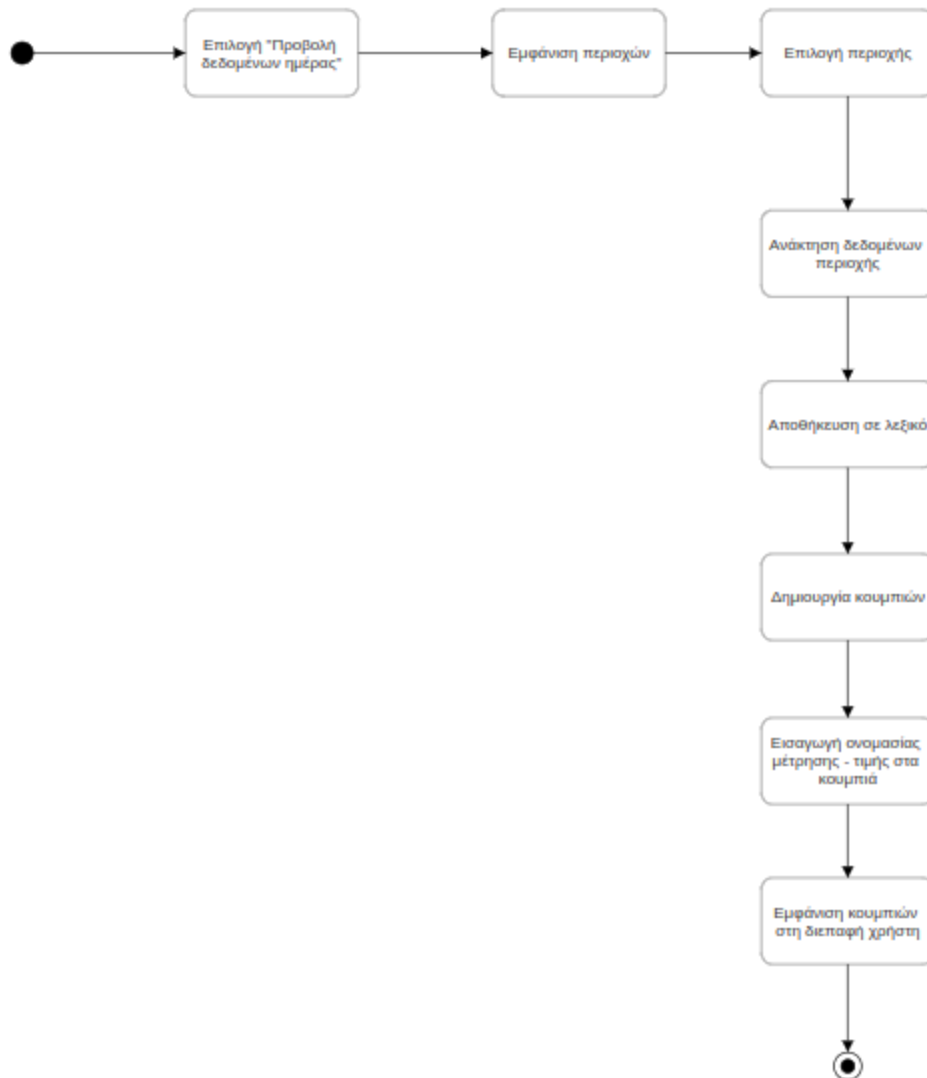 Επιλογή "Προβολή
δεδομένων ημέρας"
Εμφάνιση περιοχών
Επιλογή περιοχής
Ανάκτηση δεδομένων
περιοχής
Αποθήκευση σε λεξικό
Δημιουργία κουμπιών
Εισαγωγή ονομασίας
μέτρησης - τιμής στα
κουμπιά
Εμφάνιση κουμπιών
στη διεπαφή χρήστη